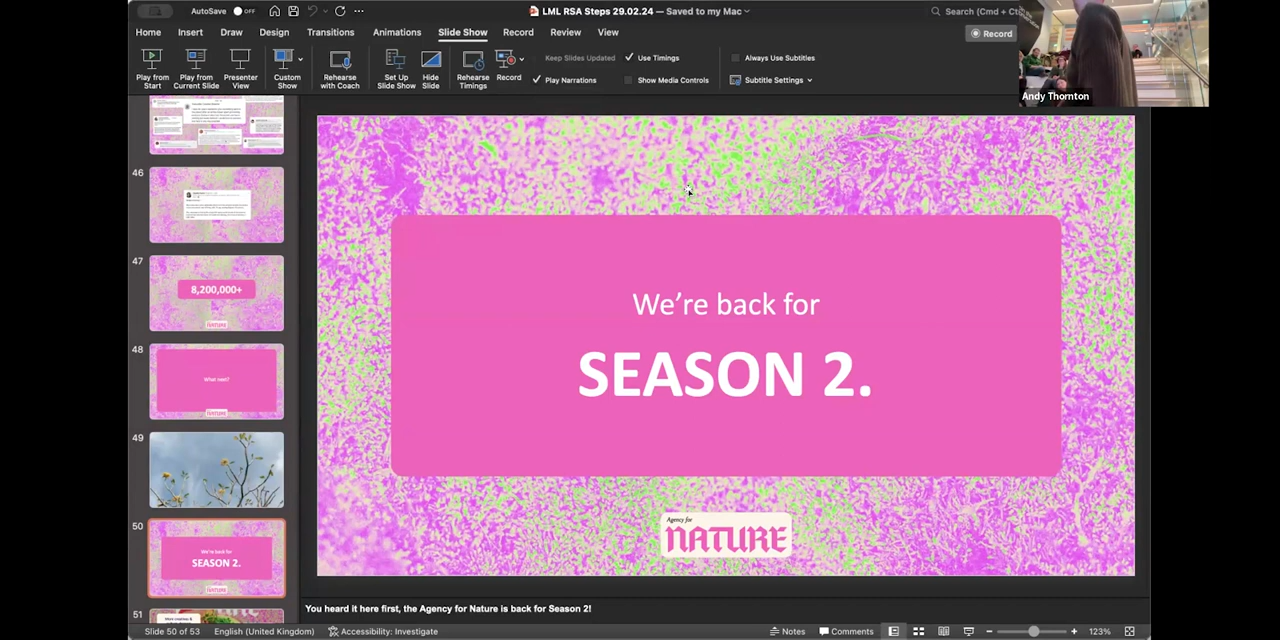 AutoSave OFF
LML RSA Steps 29.02.24 — Saved to my Mac
Search (Cmd + Ct
Home Insert Draw Design Transitions Animations Slide Show Record Review View
Record
Play from Start
Play from Current Slide
Presenter View
Custom Show
Rehearse with Coach
Set Up Slide Show
Hide Slide
Rehearse Timings
Record
Keep Slides Updated
Use Timings
Play Narrations
Show Media Controls
Always Use Subtitles
Subtitle Settings
Andy Thornton
46
47
8,200,000+
NATURE
48
What next?
NATURE
49
50
We're back for
SEASON 2.
NATURE
51
We’re back for
SEASON 2.
Agency for
NATURE
You heard it here first, the Agency for Nature is back for Season 2!
Slide 50 of 53 English (United Kingdom) Accessibility: Investigate
Notes Comments 123%